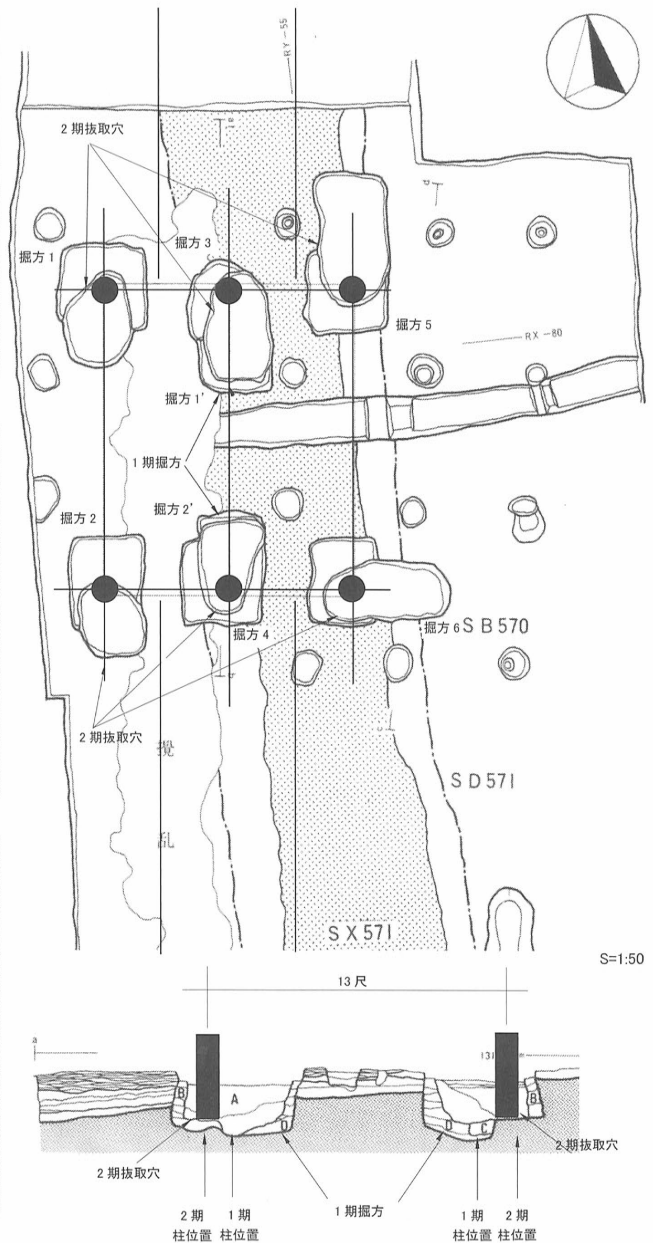 RY-55
2期抜取穴
a
d
掘方1
掘方3
掘方5
RX-80
掘方1'
1期掘方
掘方2
掘方2'
掘方4
掘方6
SB570
2期抜取穴
攪乱
SD571
SX571
S=1:50
13尺
a
131
B
A
D
D
C
B
2期抜取穴
2期抜取穴
1期掘方
2期
柱位置
1期
柱位置
1期
柱位置
2期
柱位置